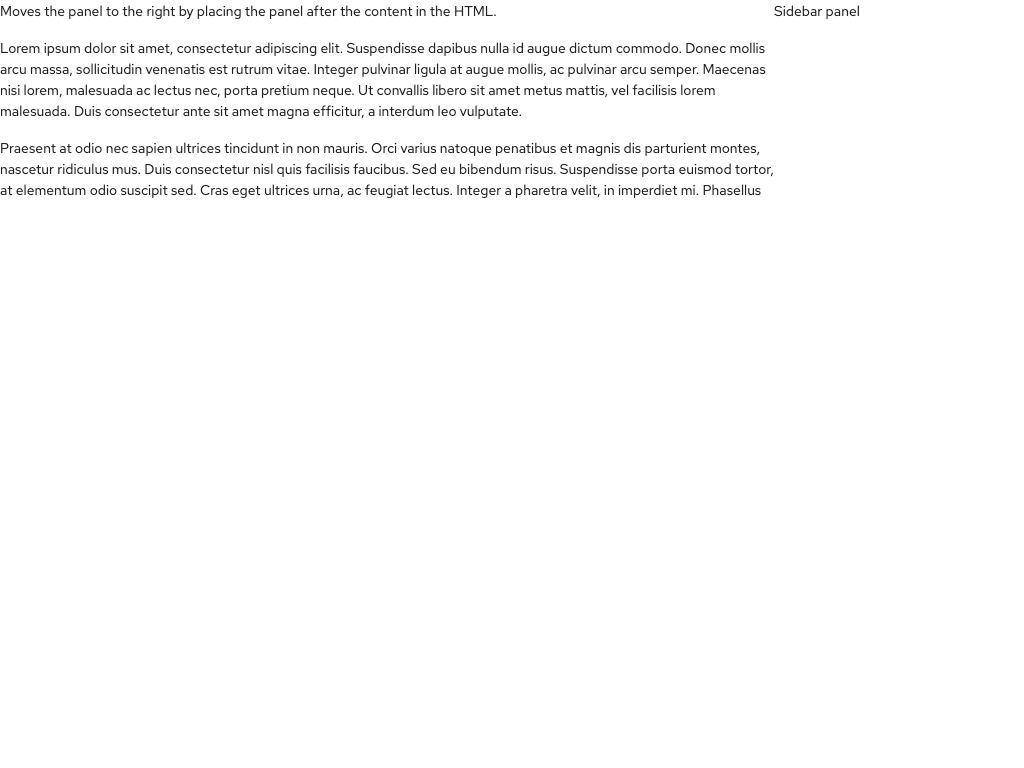 Moves the panel to the right by placing the panel after the content in the HTML.
Lorem ipsum dolor sit amet, consectetur adipiscing elit. Suspendisse dapibus nulla id augue dictum commodo. Donec mollis
arcu massa, sollicitudin venenatis est rutrum vitae. Integer pulvinar ligula at augue mollis, ac pulvinar arcu semper. Maecenas
nisi lorem, malesuada ac lectus nec, porta pretium neque. Ut convallis libero sit amet metus mattis, vel facilisis lorem
malesuada. Duis consectetur ante sit amet magna efficitur, a interdum leo vulputate.
Praesent at odio nec sapien ultrices tincidunt in non mauris. Orci varius natoque penatibus et magnis dis parturient montes,
nascetur ridiculus mus. Duis consectetur nisl quis facilisis faucibus. Sed eu bibendum risus. Suspendisse porta euismod tortor,
at elementum odio suscipit sed. Cras eget ultrices urna, ac feugiat lectus. Integer a pharetra velit, in imperdiet mi. Phasellus
Sidebar panel